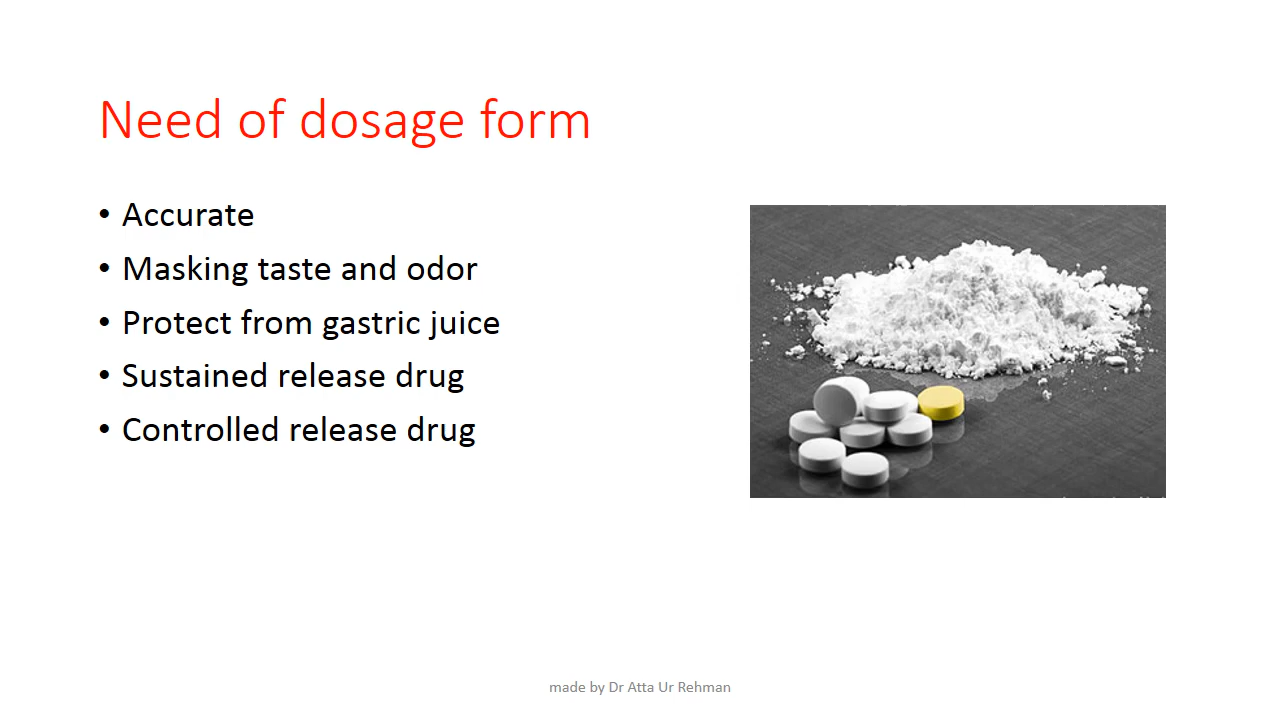 Need of dosage form
• Accurate
• Masking taste and odor
• Protect from gastric juice
• Sustained release drug
• Controlled release drug
made by Dr Atta Ur Rehman